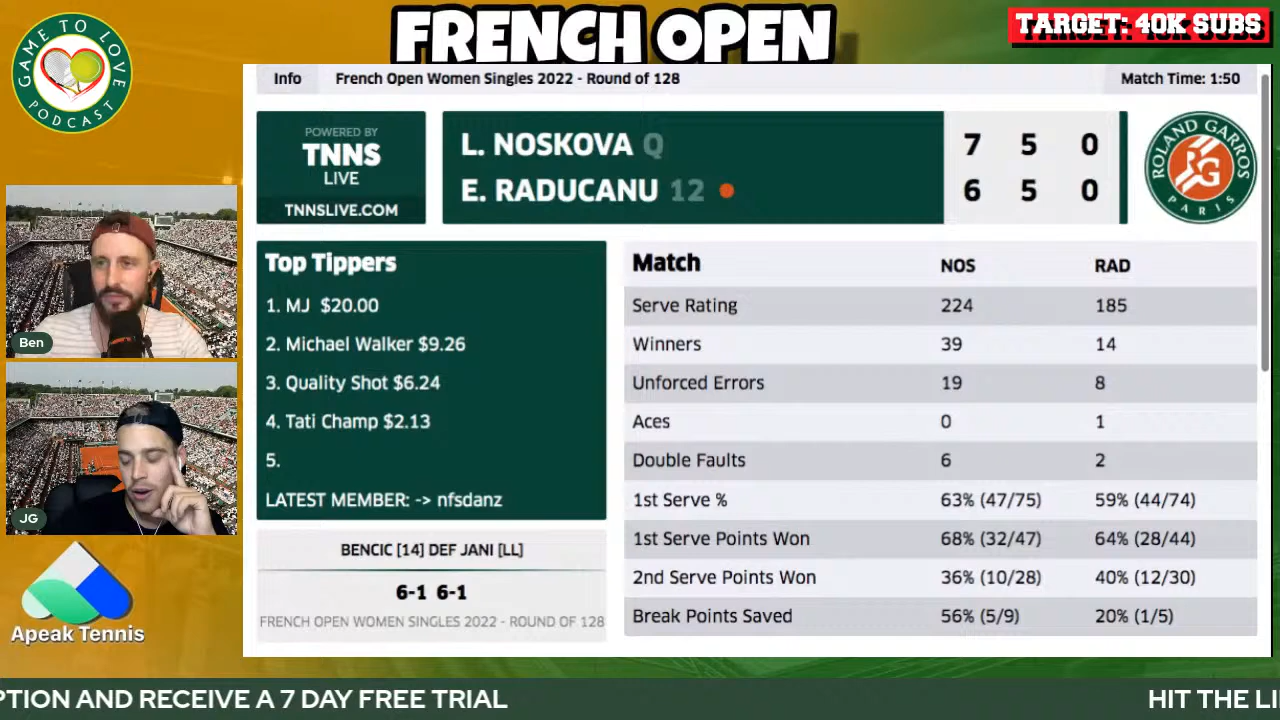 FRENCH OPEN
TARGET: 40K SUBS
GAME TO LOVE
PODCAST
Info
French Open Women Singles 2022 - Round of 128
Match Time: 1:50
POWERED BY
TNNS
LIVE
TNNSLIVE.COM
L. NOSKOVA Q 7 5 0
E. RADUCANU 12 6 5 0
ROLAND GARROS
RG
PARIS
Ben
JG
Apeak Tennis
Top Tippers
1. MJ $20.00
2. Michael Walker $9.26
3. Quality Shot $6.24
4. Tati Champ $2.13
5.
LATEST MEMBER: -> nfsdanz
BENCIC [14] DEF JANI [LL]
6-1 6-1
FRENCH OPEN WOMEN SINGLES 2022 - ROUND OF 128
Match NOS RAD
Serve Rating 224 185
Winners 39 14
Unforced Errors 19 8
Aces 0 1
Double Faults 6 2
1st Serve % 63% (47/75) 59% (44/74)
1st Serve Points Won 68% (32/47) 64% (28/44)
2nd Serve Points Won 36% (10/28) 40% (12/30)
Break Points Saved 56% (5/9) 20% (1/5)
PTION AND RECEIVE A 7 DAY FREE TRIAL
HIT THE LI